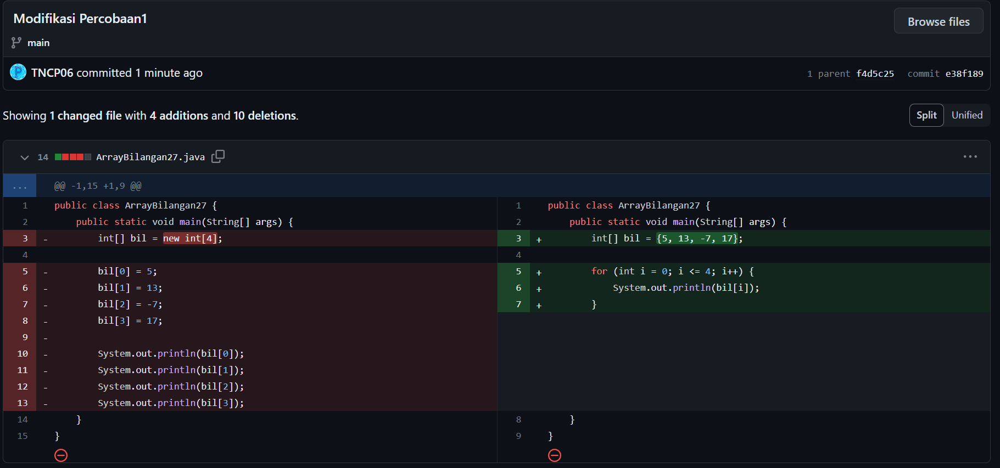 Modifikasi Percobaan1
Browse files
main
TNCP06 committed 1 minute ago
1 parent f4d5c25 commit e38f189
Showing 1 changed file with 4 additions and 10 deletions.
Split Unified
14 ArrayBilangan27.java
...
@@ -1,15 +1,9 @@
1 public class ArrayBilangan27 {
2     public static void main(String[] args) {
3 -         int[] bil = new int[4];
4
5 -         bil[0] = 5;
6 -         bil[1] = 13;
7 -         bil[2] = -7;
8 -         bil[3] = 17;
9 -
10 -         System.out.println(bil[0]);
11 -         System.out.println(bil[1]);
12 -         System.out.println(bil[2]);
13 -         System.out.println(bil[3]);
14     }
15 }
1 public class ArrayBilangan27 {
2     public static void main(String[] args) {
3 +         int[] bil = {5, 13, -7, 17};
4
5 +         for (int i = 0; i <= 4; i++) {
6 +             System.out.println(bil[i]);
7 +         }
8     }
9 }